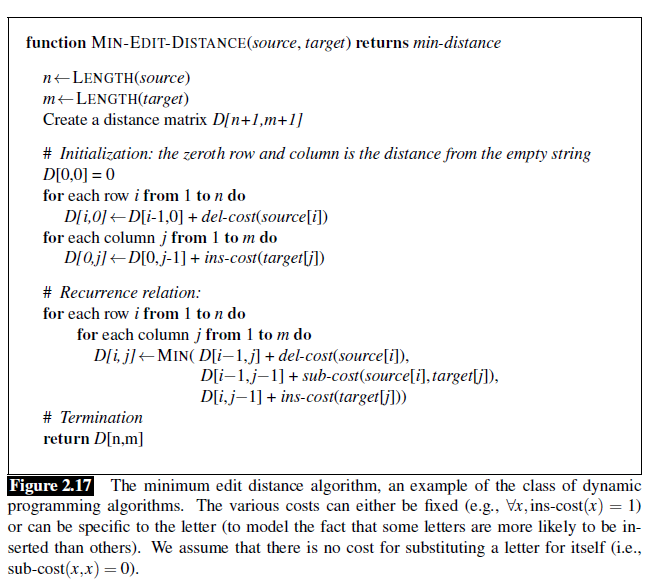 function MIN-EDIT-DISTANCE(source, target) returns min-distance
n←LENGTH(source)
m←LENGTH(target)
Create a distance matrix D[n+1,m+1]
# Initialization: the zeroth row and column is the distance from the empty string
D[0,0] = 0
for each row i from 1 to n do
D[i,0]←D[i-1,0] + del-cost(source[i])
for each column j from 1 to m do
D[0,j]←D[0,j-1] + ins-cost(target[j])
# Recurrence relation:
for each row i from 1 to n do
for each column j from 1 to m do
D[i, j]←MIN( D[i−1,j] + del-cost(source[i]),
D[i−1,j−1] + sub-cost(source[i],target[j]),
D[i,j−1] + ins-cost(target[j]))
# Termination
return D[n,m]
Figure 2.17 The minimum edit distance algorithm, an example of the class of dynamic
programming algorithms. The various costs can either be fixed (e.g., ∀x,ins-cost(x) = 1)
or can be specific to the letter (to model the fact that some letters are more likely to be in-
serted than others). We assume that there is no cost for substituting a letter for itself (i.e.,
sub-cost(x,x) = 0).